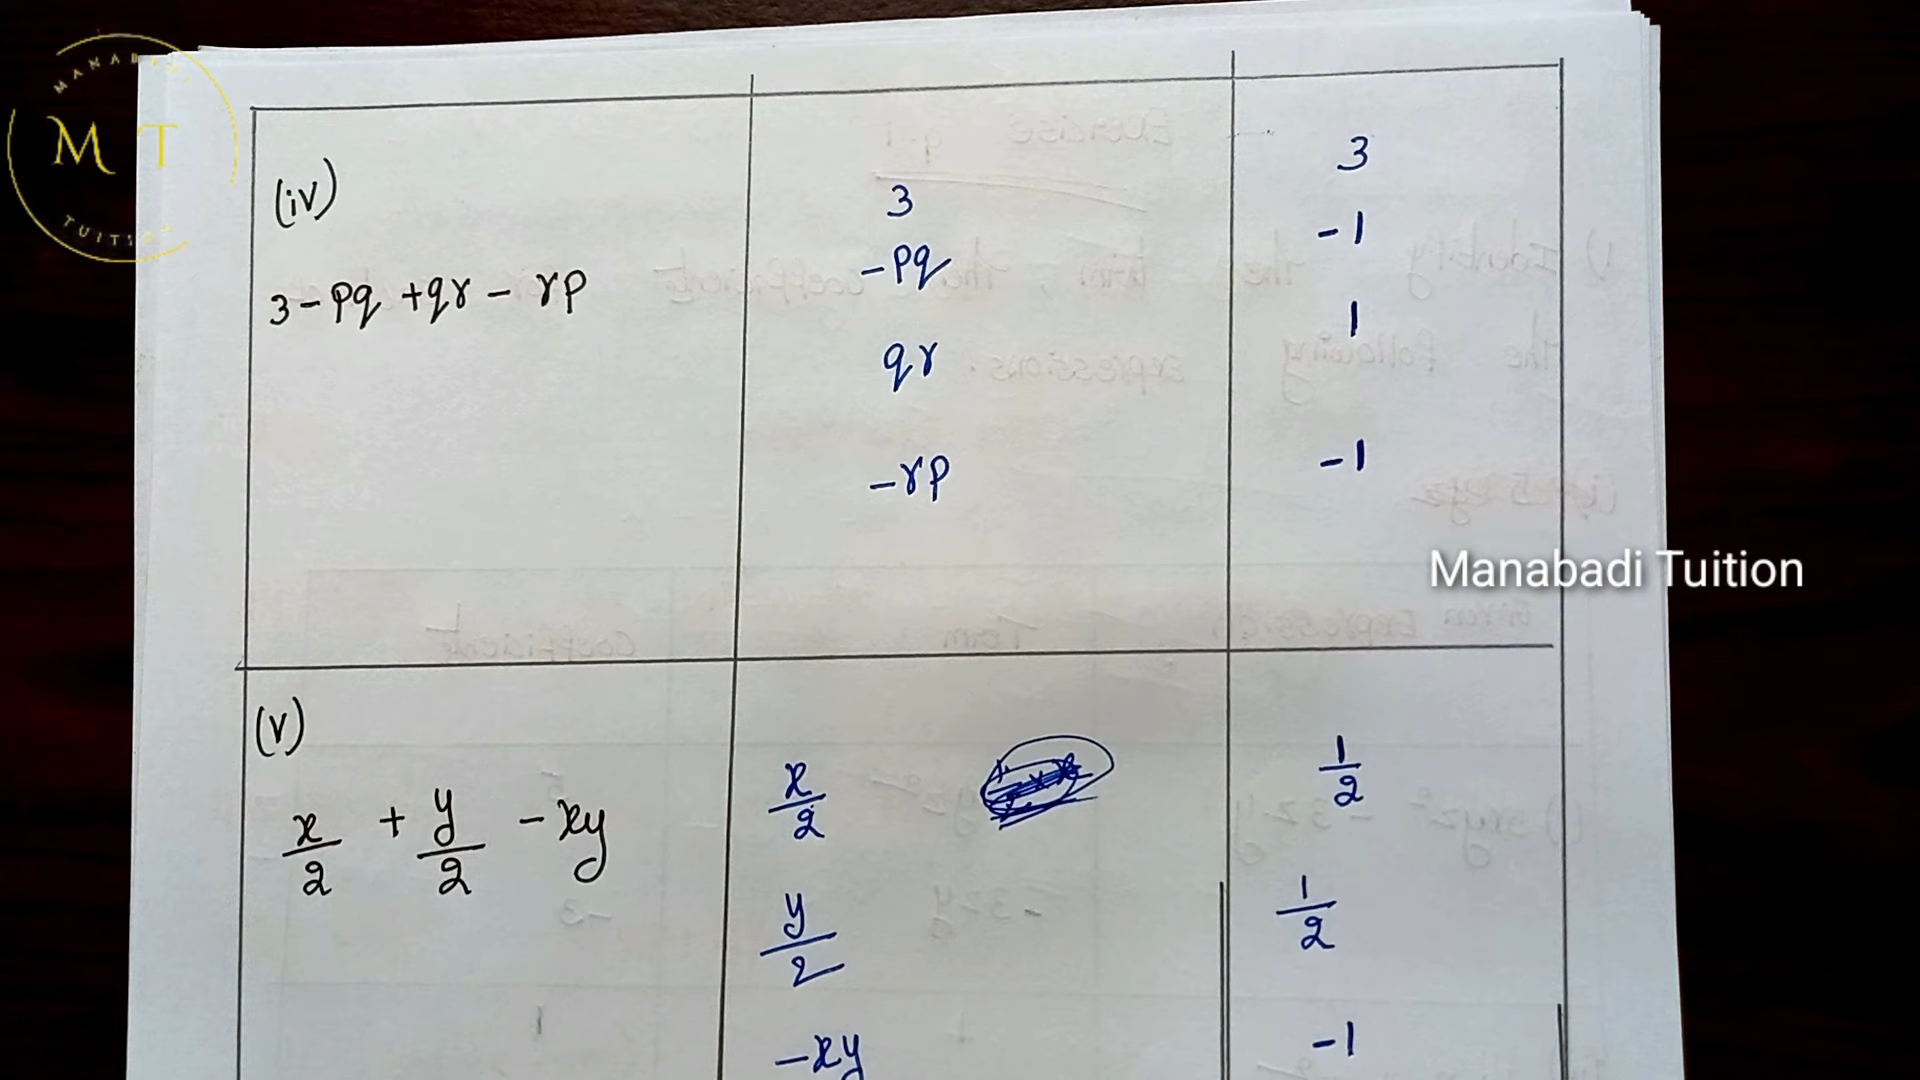 MANABADI
M T
TUITION
(iv)
3 - pq + qr - rp
3
-pq
qr
-rp
3
-1
1
-1
Manabadi Tuition
(v)
x/2 + y/2 - xy
x/2
y/2
-xy
1/2
1/2
-1